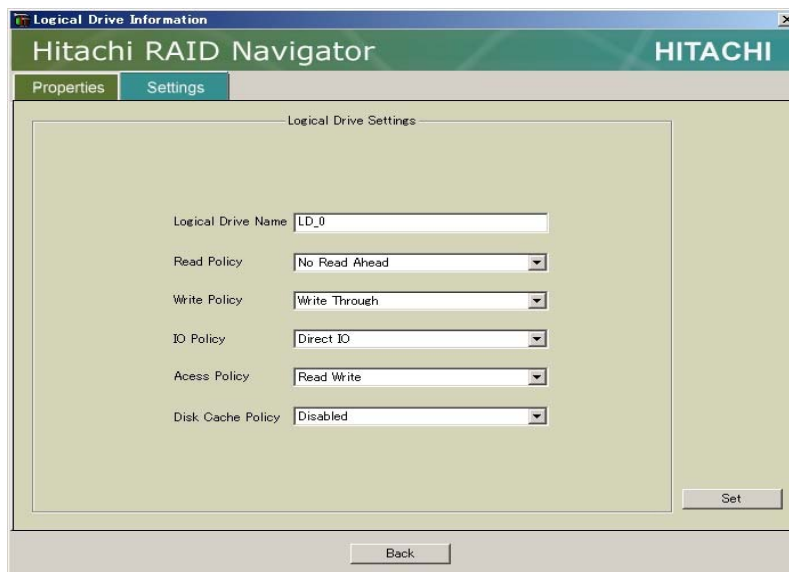 Logical Drive Information
Hitachi RAID Navigator HITACHI
Properties Settings
Logical Drive Settings
Logical Drive Name LD_0
Read Policy No Read Ahead
Write Policy Write Through
IO Policy Direct IO
Acess Policy Read Write
Disk Cache Policy Disabled
Set
Back